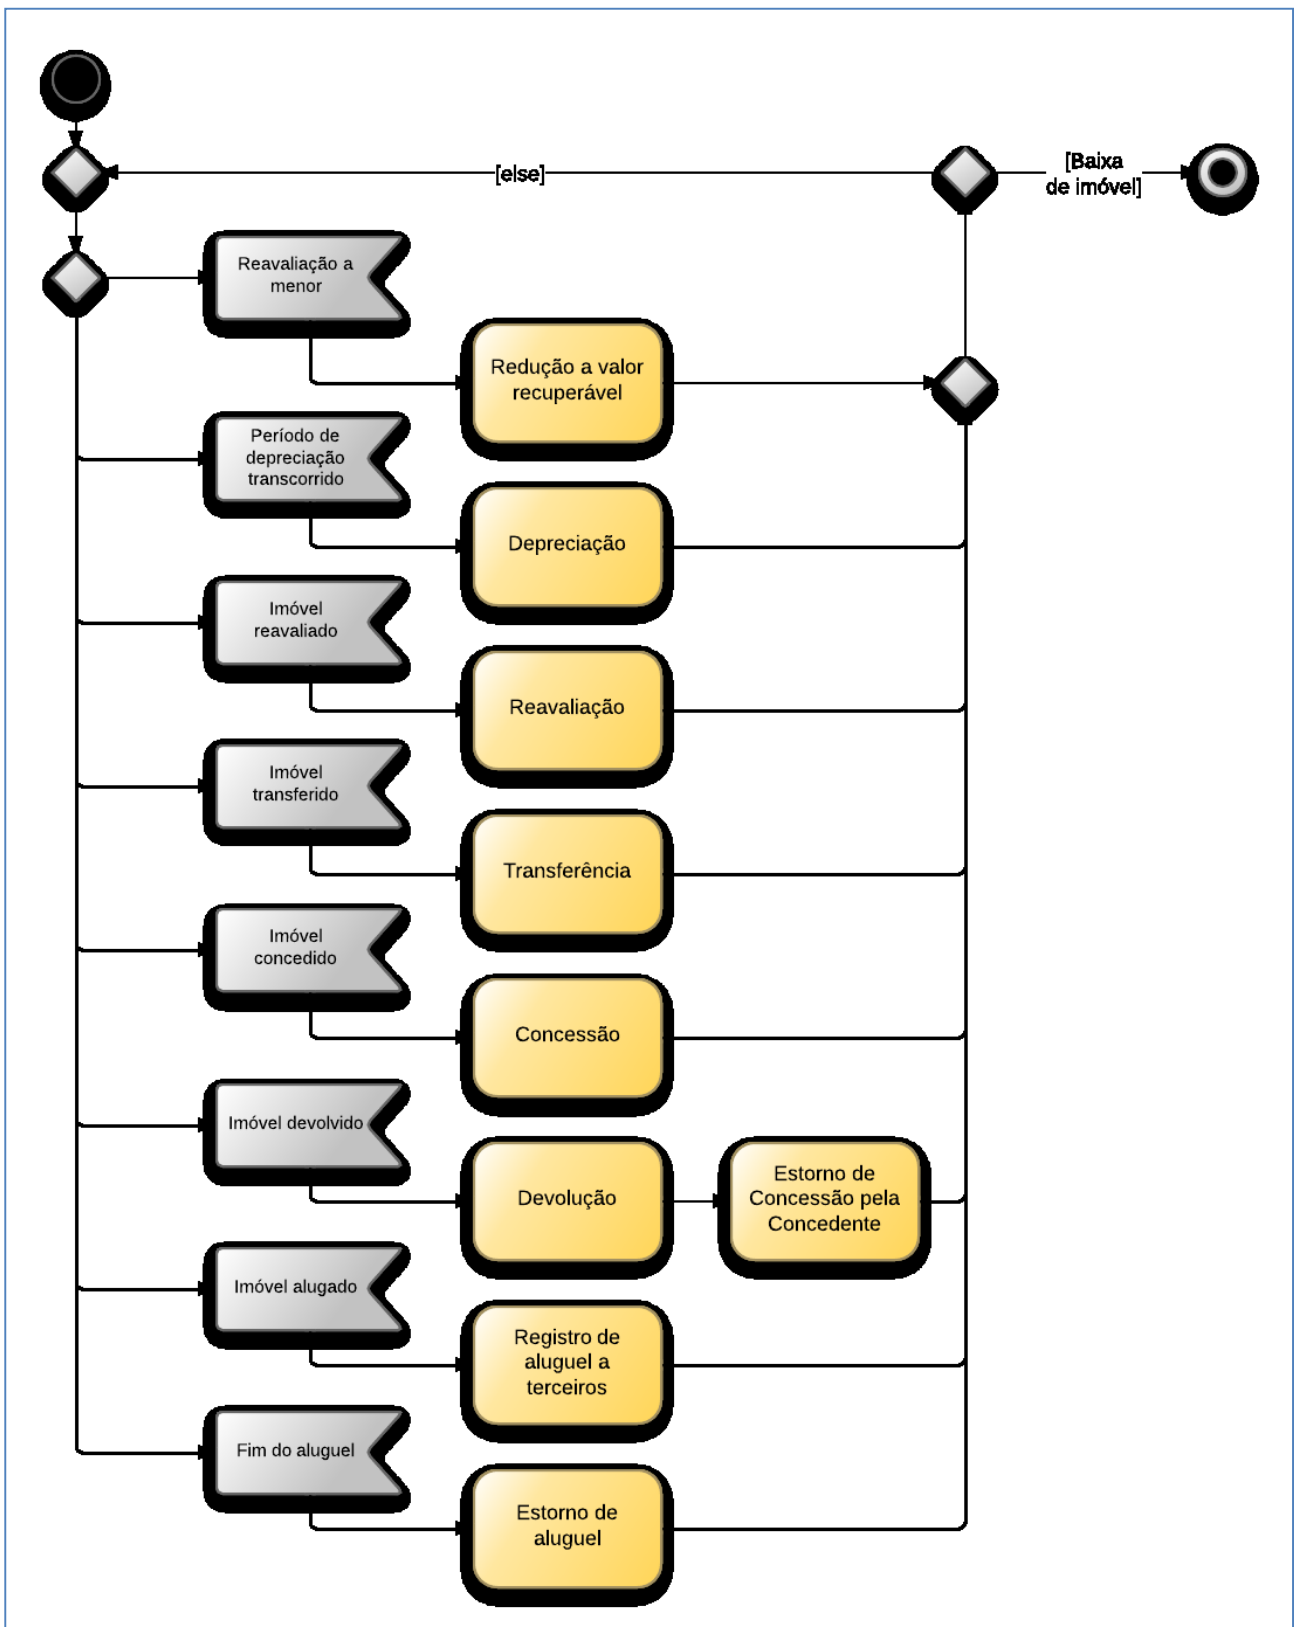 [else]
[Baixa
de imóvel]
Reavaliação a
menor
Redução a valor
recuperável
Período de
depreciação
transcorrido
Depreciação
Imóvel
reavaliado
Reavaliação
Imóvel
transferido
Transferência
Imóvel
concedido
Concessão
Imóvel devolvido
Devolução
Estorno de
Concessão pela
Concedente
Imóvel alugado
Registro de
aluguel a
terceiros
Fim do aluguel
Estorno de
aluguel